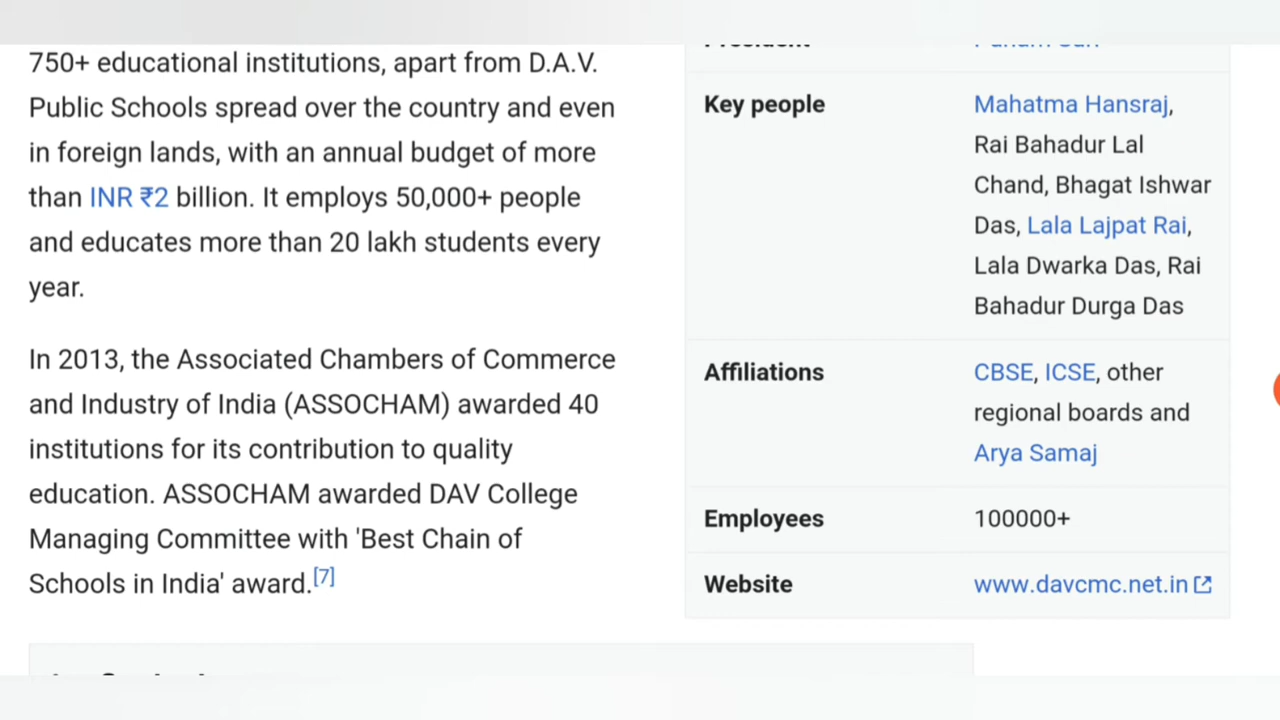 750+ educational institutions, apart from D.A.V.
Public Schools spread over the country and even
in foreign lands, with an annual budget of more
than INR ₹2 billion. It employs 50,000+ people
and educates more than 20 lakh students every
year.
In 2013, the Associated Chambers of Commerce
and Industry of India (ASSOCHAM) awarded 40
institutions for its contribution to quality
education. ASSOCHAM awarded DAV College
Managing Committee with 'Best Chain of
Schools in India' award.[7]
President
Key people
Mahatma Hansraj,
Rai Bahadur Lal
Chand, Bhagat Ishwar
Das, Lala Lajpat Rai,
Lala Dwarka Das, Rai
Bahadur Durga Das
Affiliations
CBSE, ICSE, other
regional boards and
Arya Samaj
Employees
100000+
Website
www.davcmc.net.in